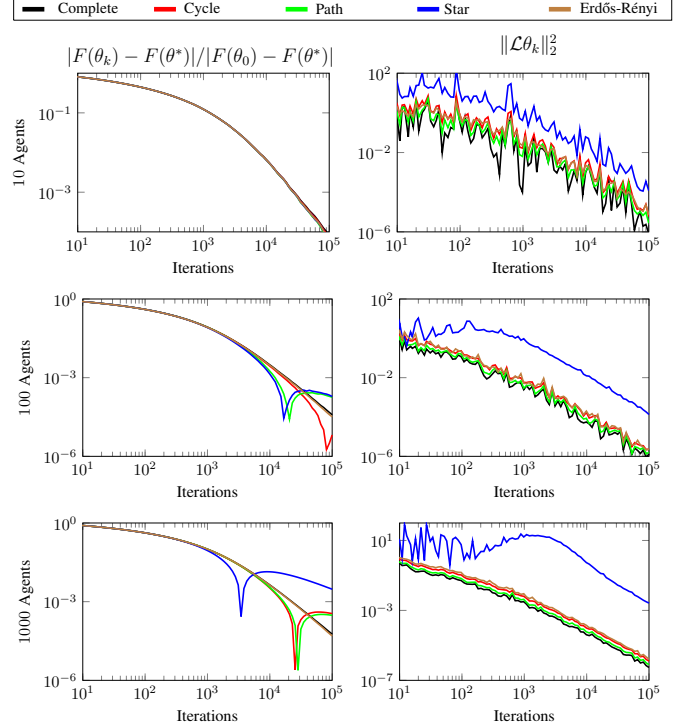 Complete Cycle Path Star Erdős-Rényi
|F(θ_k) − F(θ*)|/|F(θ_0) − F(θ*)|
‖ℒθ_k‖_2^2
10 Agents
10^−1
10^−3
10^1 10^2 10^3 10^4 10^5
Iterations
10^2
10^−2
10^−6
10^1 10^2 10^3 10^4 10^5
Iterations
100 Agents
10^0
10^−3
10^−6
10^1 10^2 10^3 10^4 10^5
Iterations
10^2
10^−2
10^−6
10^1 10^2 10^3 10^4 10^5
Iterations
1000 Agents
10^0
10^−2
10^−4
10^−6
10^1 10^2 10^3 10^4 10^5
Iterations
10^1
10^−3
10^−7
10^1 10^2 10^3 10^4 10^5
Iterations